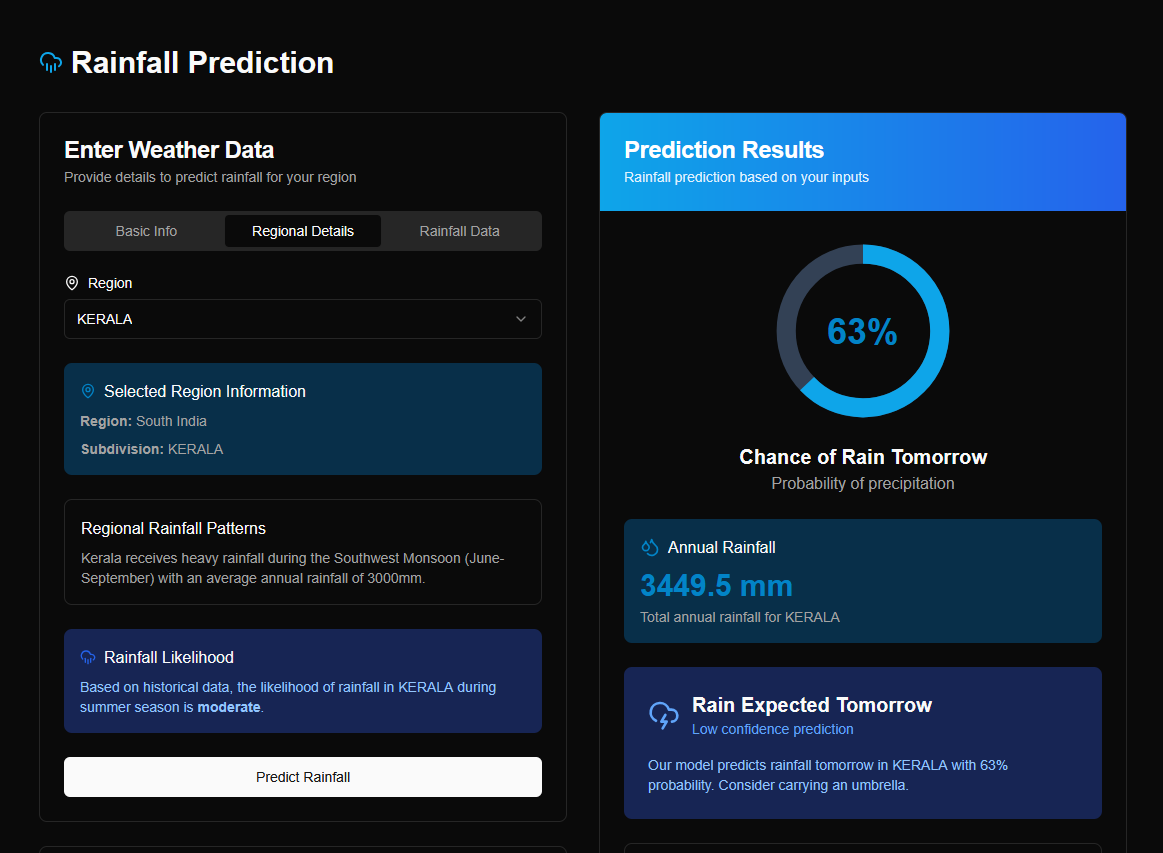 Rainfall Prediction
Enter Weather Data
Provide details to predict rainfall for your region
Basic Info
Regional Details
Rainfall Data
Region
KERALA
Selected Region Information
Region: South India
Subdivision: KERALA
Regional Rainfall Patterns
Kerala receives heavy rainfall during the Southwest Monsoon (June-
September) with an average annual rainfall of 3000mm.
Rainfall Likelihood
Based on historical data, the likelihood of rainfall in KERALA during
summer season is moderate.
Predict Rainfall
Prediction Results
Rainfall prediction based on your inputs
63%
Chance of Rain Tomorrow
Probability of precipitation
Annual Rainfall
3449.5 mm
Total annual rainfall for KERALA
Rain Expected Tomorrow
Low confidence prediction
Our model predicts rainfall tomorrow in KERALA with 63%
probability. Consider carrying an umbrella.